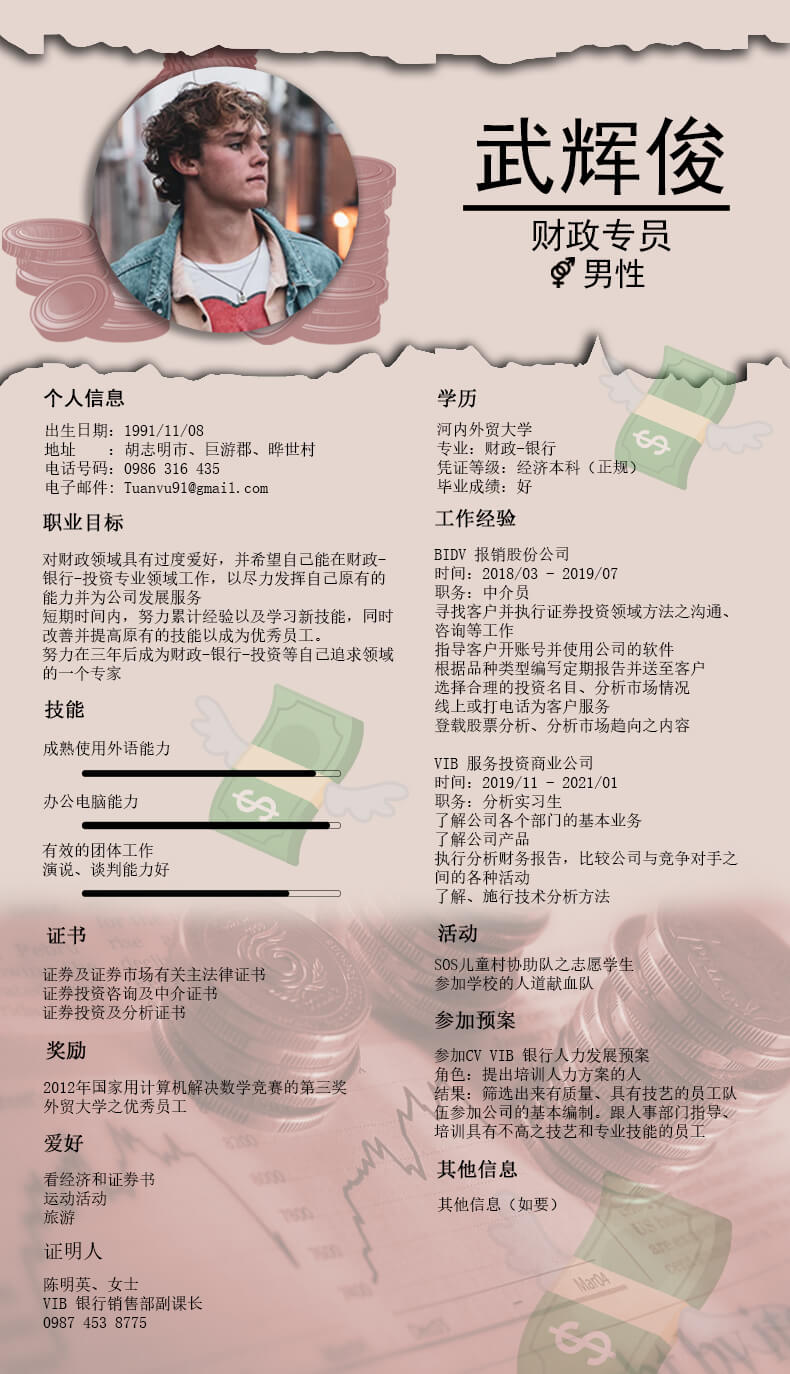 武辉俊
财政专员
⚤ 男性
个人信息
出生日期: 1991/11/08
地址    : 胡志明市、巨游郡、晔世村
电话号码: 0986 316 435
电子邮件: Tuanvu91@gmail.com
职业目标
对财政领域具有过度爱好，并希望自己能在财政-
银行-投资专业领域工作，以尽力发挥自己原有的
能力并为公司发展服务
短期时间内，努力累计经验以及学习新技能，同时
改善并提高原有的技能以成为优秀员工。
努力在三年后成为财政-银行-投资等自己追求领域
的一个专家
技能
成熟使用外语能力
办公电脑能力
有效的团体工作
演说、谈判能力好
证书
证券及证券市场有关主法律证书
证券投资咨询及中介证书
证券投资及分析证书
奖励
2012年国家用计算机解决数学竞赛的第三奖
外贸大学之优秀员工
爱好
看经济和证券书
运动活动
旅游
证明人
陈明英、女士
VIB 银行销售部副课长
0987 453 8775
学历
河内外贸大学
专业: 财政-银行
凭证等级: 经济本科（正规）
毕业成绩: 好
工作经验
BIDV 报销股份公司
时间: 2018/03 - 2019/07
职务: 中介员
寻找客户并执行证券投资领域方法之沟通、
咨询等工作
指导客户开账号并使用公司的软件
根据品种类型编写定期报告并送至客户
选择合理的投资名目、分析市场情况
线上或打电话为客户服务
登载股票分析、分析市场趋向之内容
VIB 服务投资商业公司
时间: 2019/11 - 2021/01
职务: 分析实习生
了解公司各个部门的基本业务
了解公司产品
执行分析财务报告，比较公司与竞争对手之
间的各种活动
了解、施行技术分析方法
活动
SOS儿童村协助队之志愿学生
参加学校的人道献血队
参加预案
参加CV VIB 银行人力发展预案
角色: 提出培训人力方案的人
结果: 筛选出来有质量、具有技艺的员工队
伍参加公司的基本编制。跟人事部门指导、
培训具有不高之技艺和专业技能的员工
其他信息
其他信息（如要）
Mar04